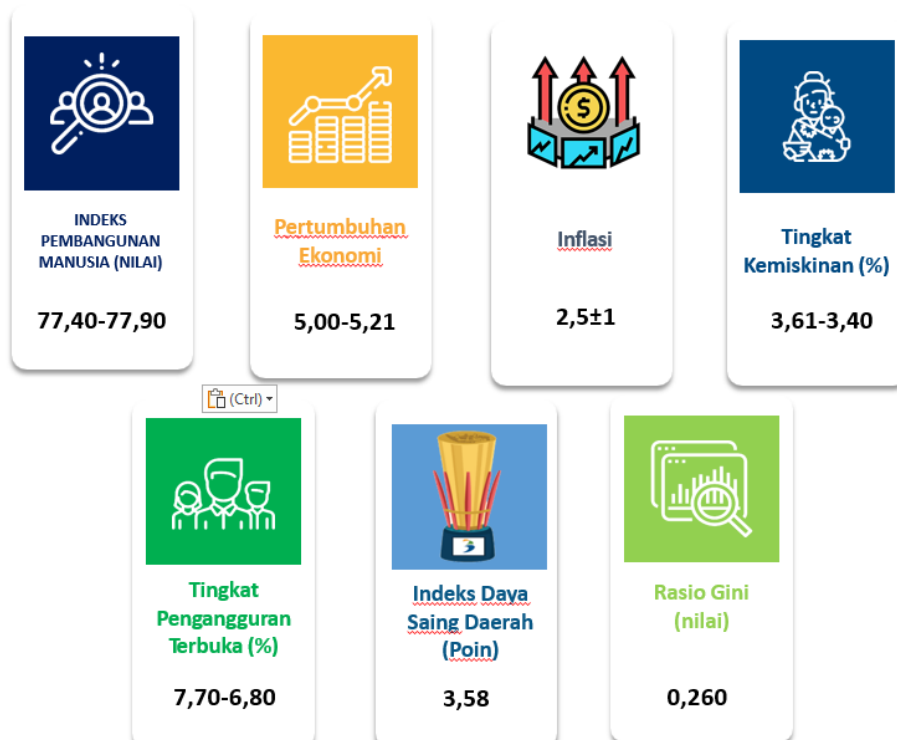 INDEKS
PEMBANGUNAN
MANUSIA (NILAI)
77,40-77,90
Pertumbuhan
Ekonomi
5,00-5,21
Inflasi
2,5±1
Tingkat
Kemiskinan (%)
3,61-3,40
(Ctrl)
Tingkat
Pengangguran
Terbuka (%)
7,70-6,80
Indeks Daya
Saing Daerah
(Poin)
3,58
Rasio Gini
(nilai)
0,260